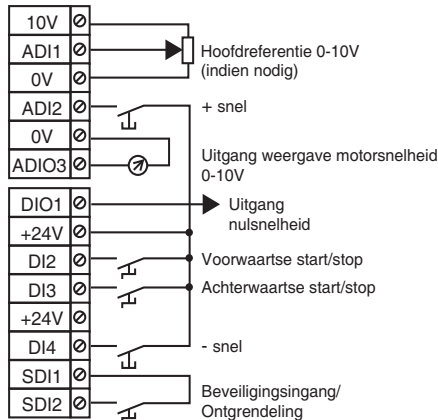 10V
ADI1
Hoofdreferentie 0-10V
(indien nodig)
0V
ADI2
+ snel
0V
ADIO3
Uitgang weergave motorsnelheid
0-10V
DIO1
Uitgang
nulsnelheid
+24V
DI2
Voorwaartse start/stop
DI3
Achterwaartse start/stop
+24V
DI4
- snel
SDI1
SDI2
Beveiligingsingang/
Ontgrendeling